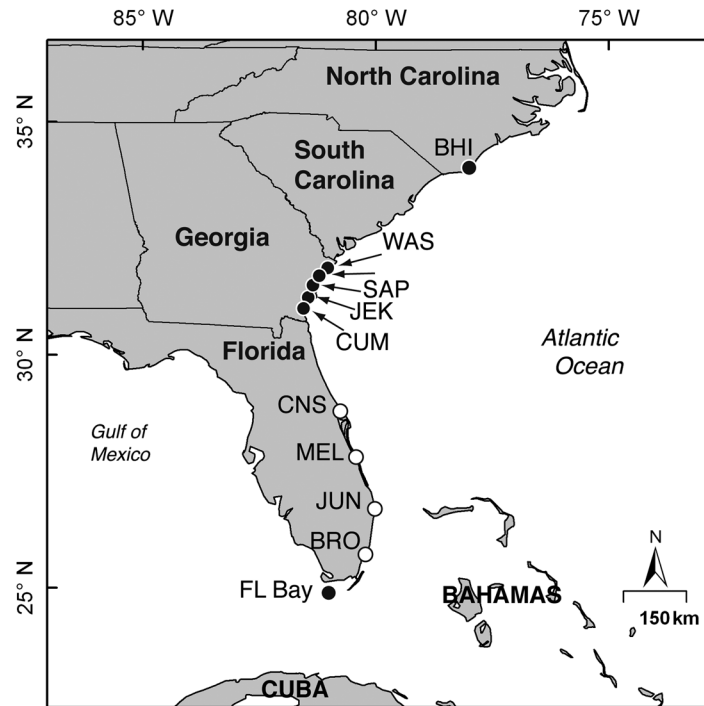 85° W
80° W
75° W
North Carolina
35° N
BHI
South
Carolina
Georgia
WAS
SAP
JEK
CUM
30° N
Florida
Atlantic
Ocean
CNS
Gulf of
Mexico
MEL
JUN
BRO
N
25° N
FL Bay
BAHAMAS
150 km
CUBA